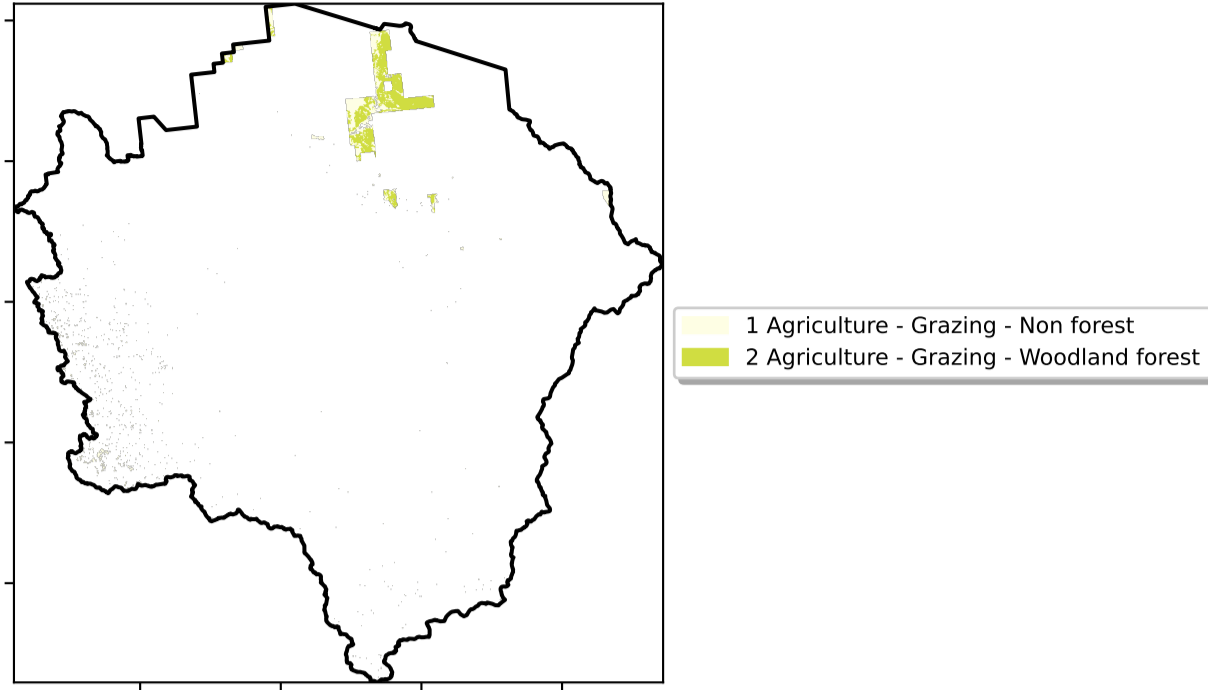 1 Agriculture - Grazing - Non forest
2 Agriculture - Grazing - Woodland forest